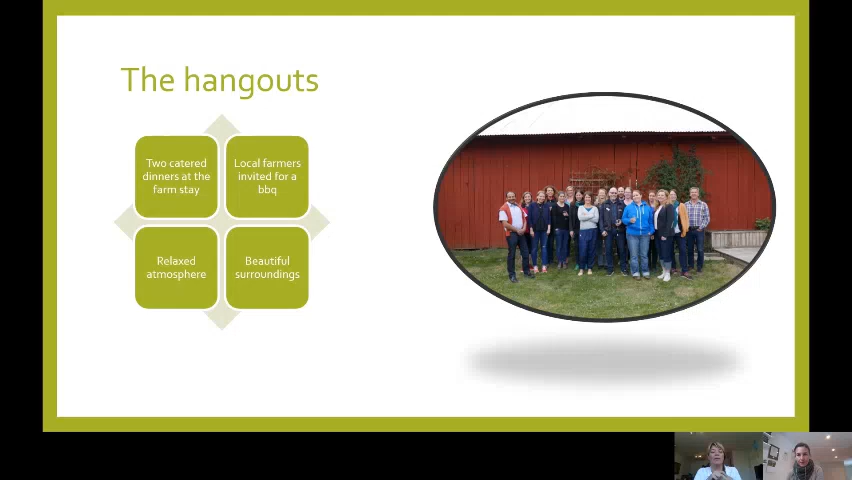 The hangouts
Two catered
dinners at the
farm stay
Local farmers
invited for a
bbq
Relaxed
atmosphere
Beautiful
surroundings